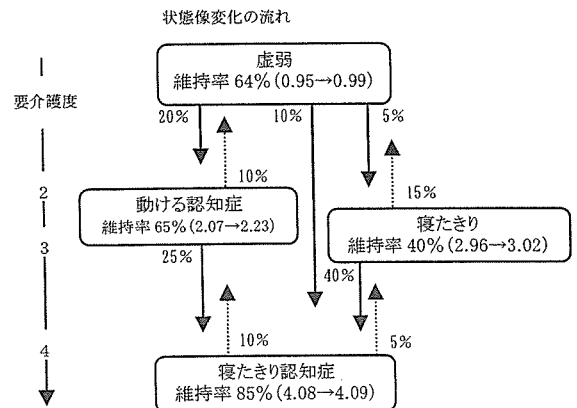 状態像変化の流れ
虚弱
維持率 64% (0.95→0.99)
要介護度
20%
10%
5%
10%
15%
2
動ける認知症
維持率 65% (2.07→2.23)
寝たきり
維持率 40% (2.96→3.02)
3
25%
40%
10%
5%
4
寝たきり認知症
維持率 85% (4.08→4.09)